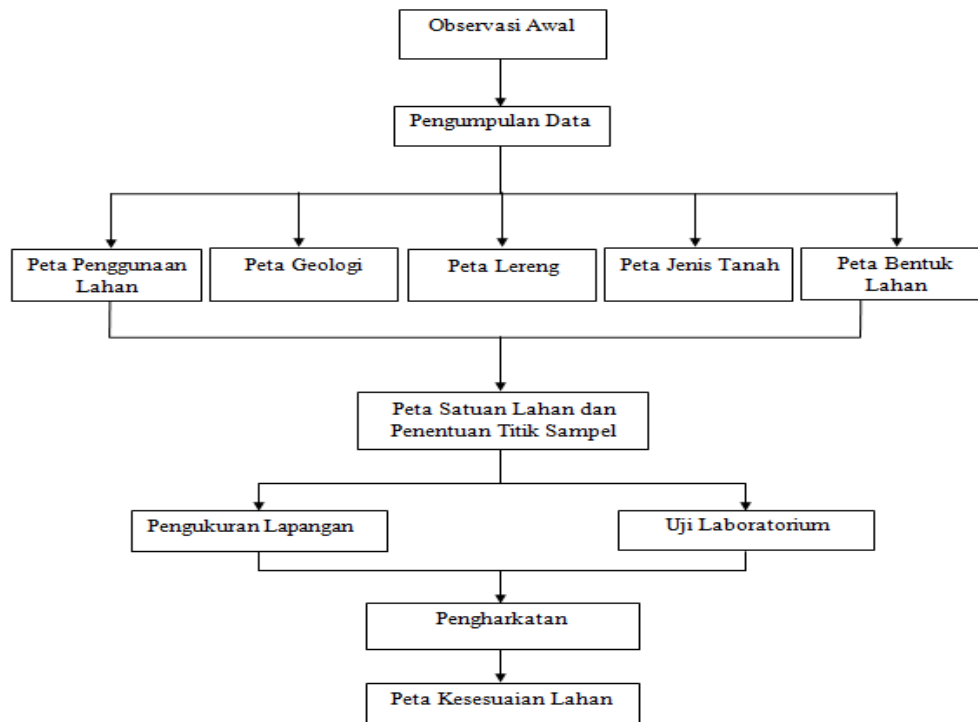 Observasi Awal
Pengumpulan Data
Peta Penggunaan
Lahan
Peta Geologi
Peta Lereng
Peta Jenis Tanah
Peta Bentuk
Lahan
Peta Satuan Lahan dan
Penentuan Titik Sampel
Pengukuran Lapangan
Uji Laboratorium
Pengharkatan
Peta Kesesuaian Lahan